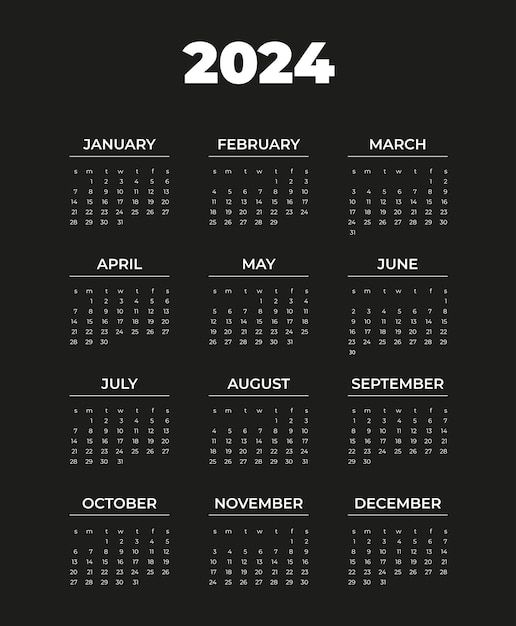 2024
JANUARY
s m t w t f s
1 2 3 4 5 6
7 8 9 10 11 12 13
14 15 16 17 18 19 20
21 22 23 24 25 26 27
28 29 30 31
FEBRUARY
s m t w t f s
1 2 3
4 5 6 7 8 9 10
11 12 13 14 15 16 17
18 19 20 21 22 23 24
25 26 27 28 29
MARCH
s m t w t f s
1 2
3 4 5 6 7 8 9
10 11 12 13 14 15 16
17 18 19 20 21 22 23
24 25 26 27 28 29 30
31
APRIL
s m t w t f s
1 2 3 4 5 6
7 8 9 10 11 12 13
14 15 16 17 18 19 20
21 22 23 24 25 26 27
28 29 30
MAY
s m t w t f s
1 2 3 4
5 6 7 8 9 10 11
12 13 14 15 16 17 18
19 20 21 22 23 24 25
26 27 28 29 30 31
JUNE
s m t w t f s
1
2 3 4 5 6 7 8
9 10 11 12 13 14 15
16 17 18 19 20 21 22
23 24 25 26 27 28 29
30
JULY
s m t w t f s
1 2 3 4 5 6
7 8 9 10 11 12 13
14 15 16 17 18 19 20
21 22 23 24 25 26 27
28 29 30 31
AUGUST
s m t w t f s
1 2 3
4 5 6 7 8 9 10
11 12 13 14 15 16 17
18 19 20 21 22 23 24
25 26 27 28 29 30 31
SEPTEMBER
s m t w t f s
1 2 3 4 5 6 7
8 9 10 11 12 13 14
15 16 17 18 19 20 21
22 23 24 25 26 27 28
29 30
OCTOBER
s m t w t f s
1 2 3 4 5
6 7 8 9 10 11 12
13 14 15 16 17 18 19
20 21 22 23 24 25 26
27 28 29 30 31
NOVEMBER
s m t w t f s
1 2
3 4 5 6 7 8 9
10 11 12 13 14 15 16
17 18 19 20 21 22 23
24 25 26 27 28 29 30
DECEMBER
s m t w t f s
1 2 3 4 5 6 7
8 9 10 11 12 13 14
15 16 17 18 19 20 21
22 23 24 25 26 27 28
29 30 31